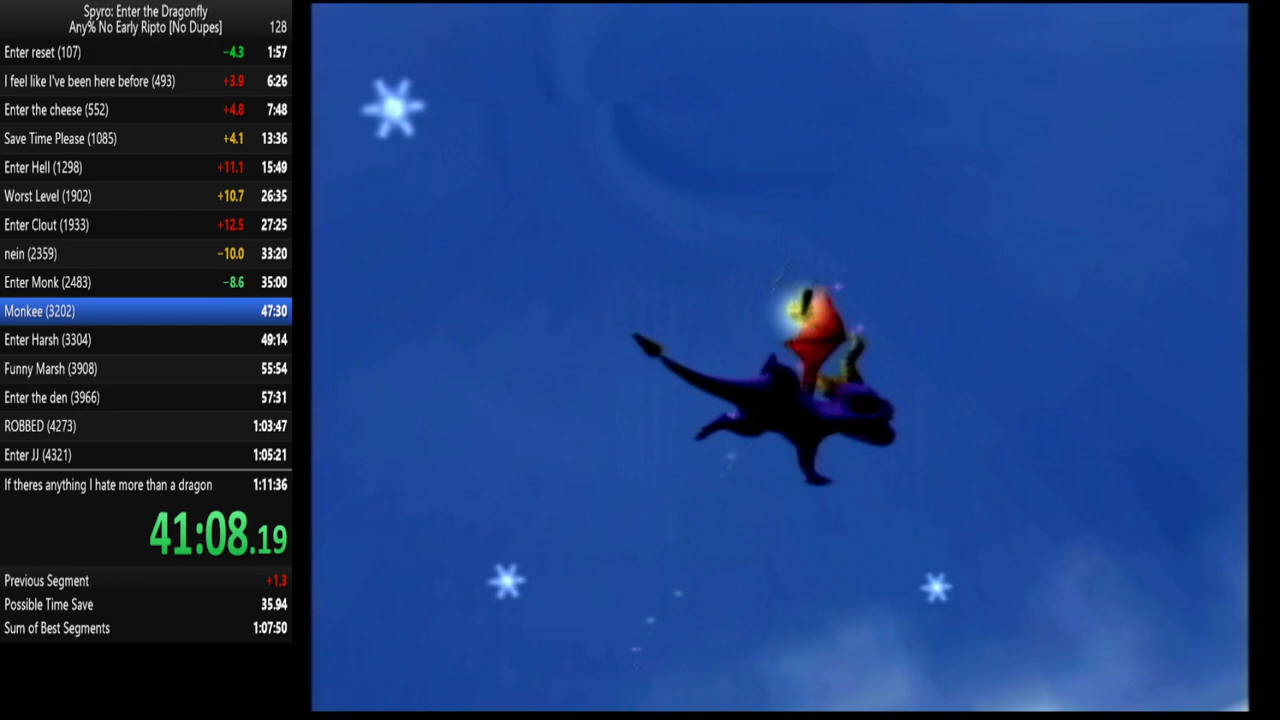 Spyro: Enter the Dragonfly
Any% No Early Ripto [No Dupes] 128
Enter reset (107) −4.3 1:57
I feel like I've been here before (493) +3.9 6:26
Enter the cheese (552) +4.8 7:48
Save Time Please (1085) +4.1 13:36
Enter Hell (1298) +11.1 15:49
Worst Level (1902) +10.7 26:35
Enter Clout (1933) +12.5 27:25
nein (2359) −10.0 33:20
Enter Monk (2483) −8.6 35:00
Monkee (3202) 47:30
Enter Harsh (3304) 49:14
Funny Marsh (3908) 55:54
Enter the den (3966) 57:31
ROBBED (4273) 1:03:47
Enter JJ (4321) 1:05:21
If theres anything I hate more than a dragon 1:11:36
41:08.19
Previous Segment +1.3
Possible Time Save 35.94
Sum of Best Segments 1:07:50